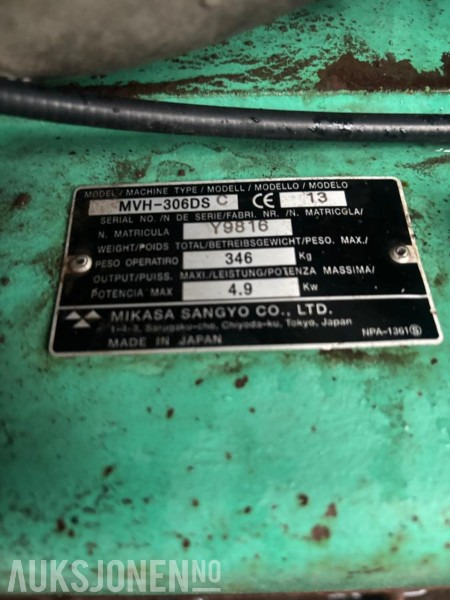 MODEL/MACHINE TYPE/MODELL/MODELLO/MODELO
MVH-306DS C CE 13
SERIAL NO./N DE SERIE/FABRI. NR./N. MATRICOLA/
N. MATRICULA Y9816
WEIGHT/POIDS TOTAL/BETREIBSGEWICHT/PESO. MAX./
PESO OPERATIRO 346 Kg
OUTPUT/PUISS. MAXI./LEISTUNG/POTENZA MASSIMA/
POTENCIA MAX 4.9 Kw
MIKASA SANGYO CO., LTD.
1-4-3, Sarugaku-cho, Chiyoda-ku, Tokyo, Japan
MADE IN JAPAN NPA-1361 S
AUKSJONEN.NO